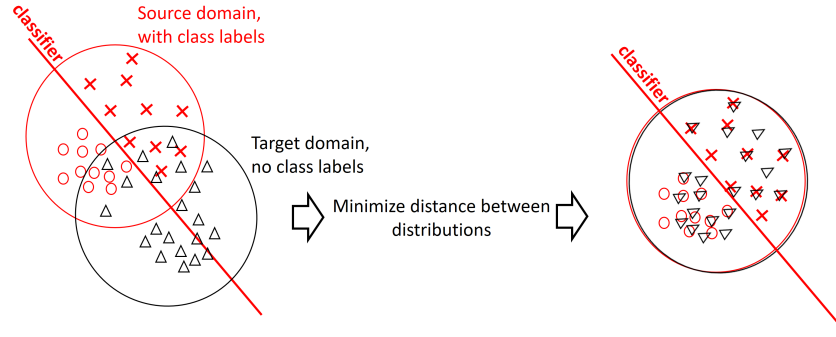 classifier
Source domain,
with class labels
Target domain,
no class labels
Minimize distance between
distributions
classifier